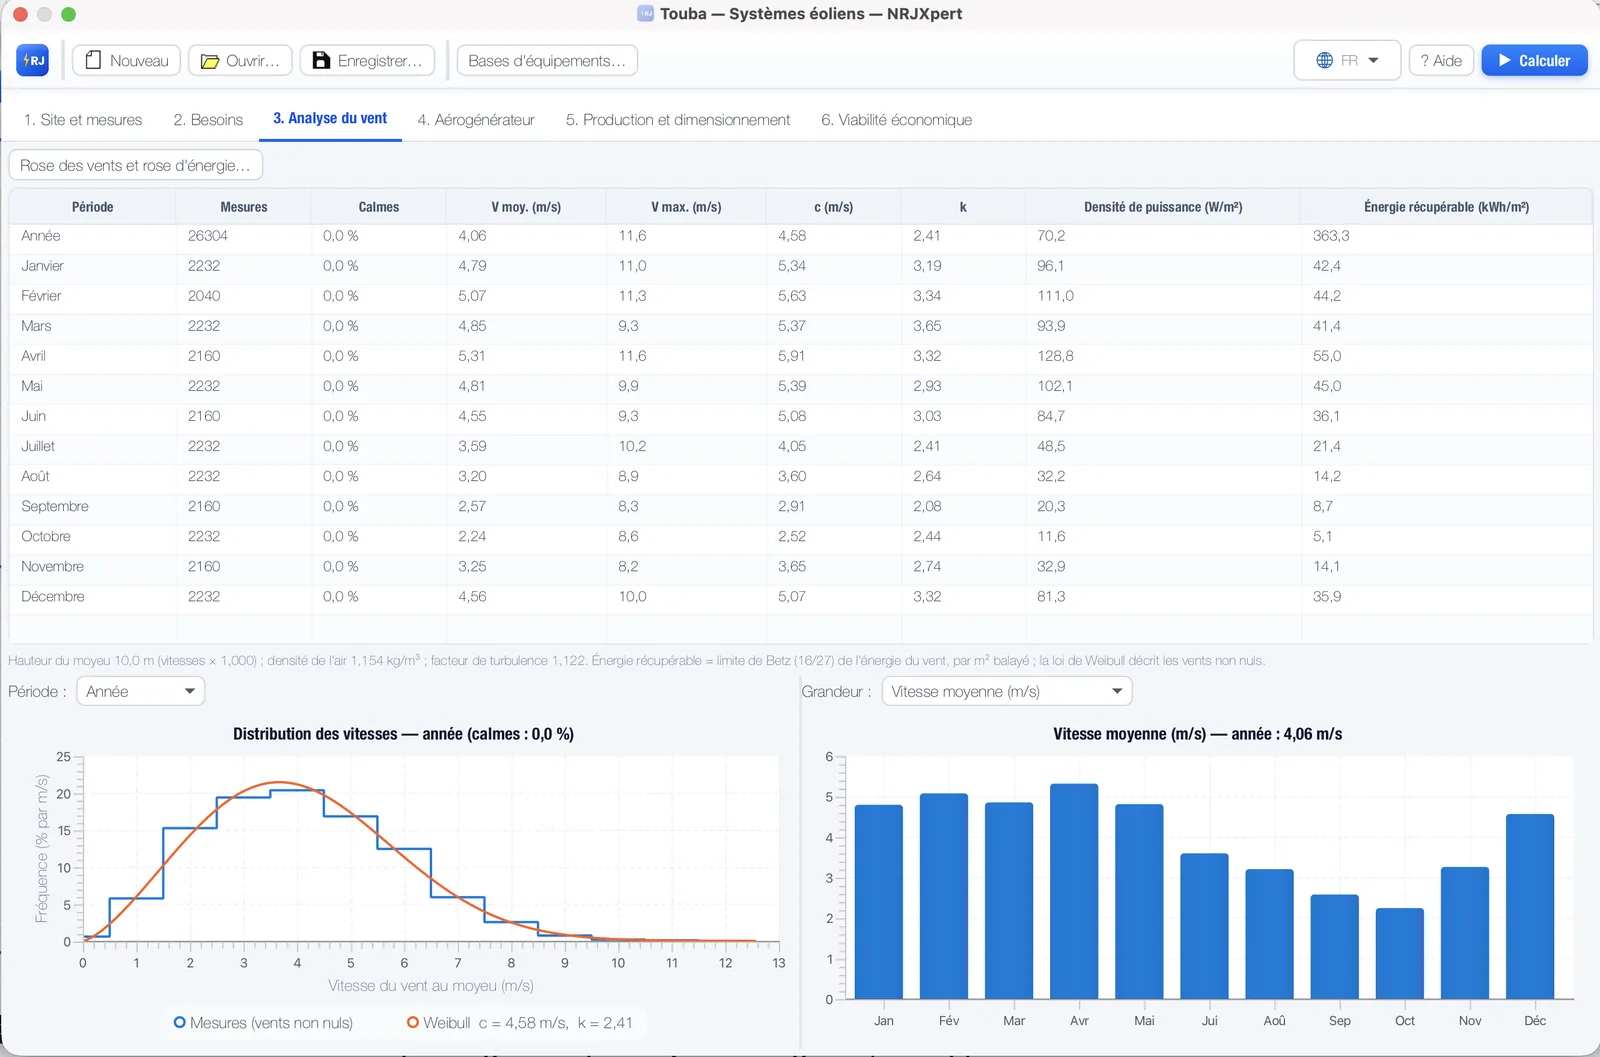 Touba — Systèmes éoliens — NRJXpert
RJ Nouveau Ouvrir... Enregistrer... Bases d'équipements... FR ? Aide Calculer
1. Site et mesures 2. Besoins 3. Analyse du vent 4. Aérogénérateur 5. Production et dimensionnement 6. Viabilité économique
Rose des vents et rose d'énergie...
Période Mesures Calmes V moy. (m/s) V max. (m/s) c (m/s) k Densité de puissance (W/m²) Énergie récupérable (kWh/m²)
Année 26304 0,0 % 4,06 11,6 4,58 2,41 70,2 363,3
Janvier 2232 0,0 % 4,79 11,0 5,34 3,19 96,1 42,4
Février 2040 0,0 % 5,07 11,3 5,63 3,34 111,0 44,2
Mars 2232 0,0 % 4,85 9,3 5,37 3,65 93,9 41,4
Avril 2160 0,0 % 5,31 11,6 5,91 3,32 128,8 55,0
Mai 2232 0,0 % 4,81 9,9 5,39 2,93 102,1 45,0
Juin 2160 0,0 % 4,55 9,3 5,08 3,03 84,7 36,1
Juillet 2232 0,0 % 3,59 10,2 4,05 2,41 48,5 21,4
Août 2232 0,0 % 3,20 8,9 3,60 2,64 32,2 14,2
Septembre 2160 0,0 % 2,57 8,3 2,91 2,08 20,3 8,7
Octobre 2232 0,0 % 2,24 8,6 2,52 2,44 11,6 5,1
Novembre 2160 0,0 % 3,25 8,2 3,65 2,74 32,9 14,1
Décembre 2232 0,0 % 4,56 10,0 5,07 3,32 81,3 35,9
Hauteur du moyeu 10,0 m (vitesses × 1,000) ; densité de l'air 1,154 kg/m³ ; facteur de turbulence 1,122. Énergie récupérable = limite de Betz (16/27) de l'énergie du vent, par m² balayé ; la loi de Weibull décrit les vents non nuls.
Période : Année
Distribution des vitesses — année (calmes : 0,0 %)
Fréquence (% par m/s)
25
20
15
10
5
0
0 1 2 3 4 5 6 7 8 9 10 11 12 13
Vitesse du vent au moyeu (m/s)
Mesures (vents non nuls) Weibull c = 4,58 m/s, k = 2,41
Grandeur : Vitesse moyenne (m/s)
Vitesse moyenne (m/s) — année : 4,06 m/s
6
5
4
3
2
1
0
Jan Fév Mar Avr Mai Jui Aoû Sep Oct Nov Déc